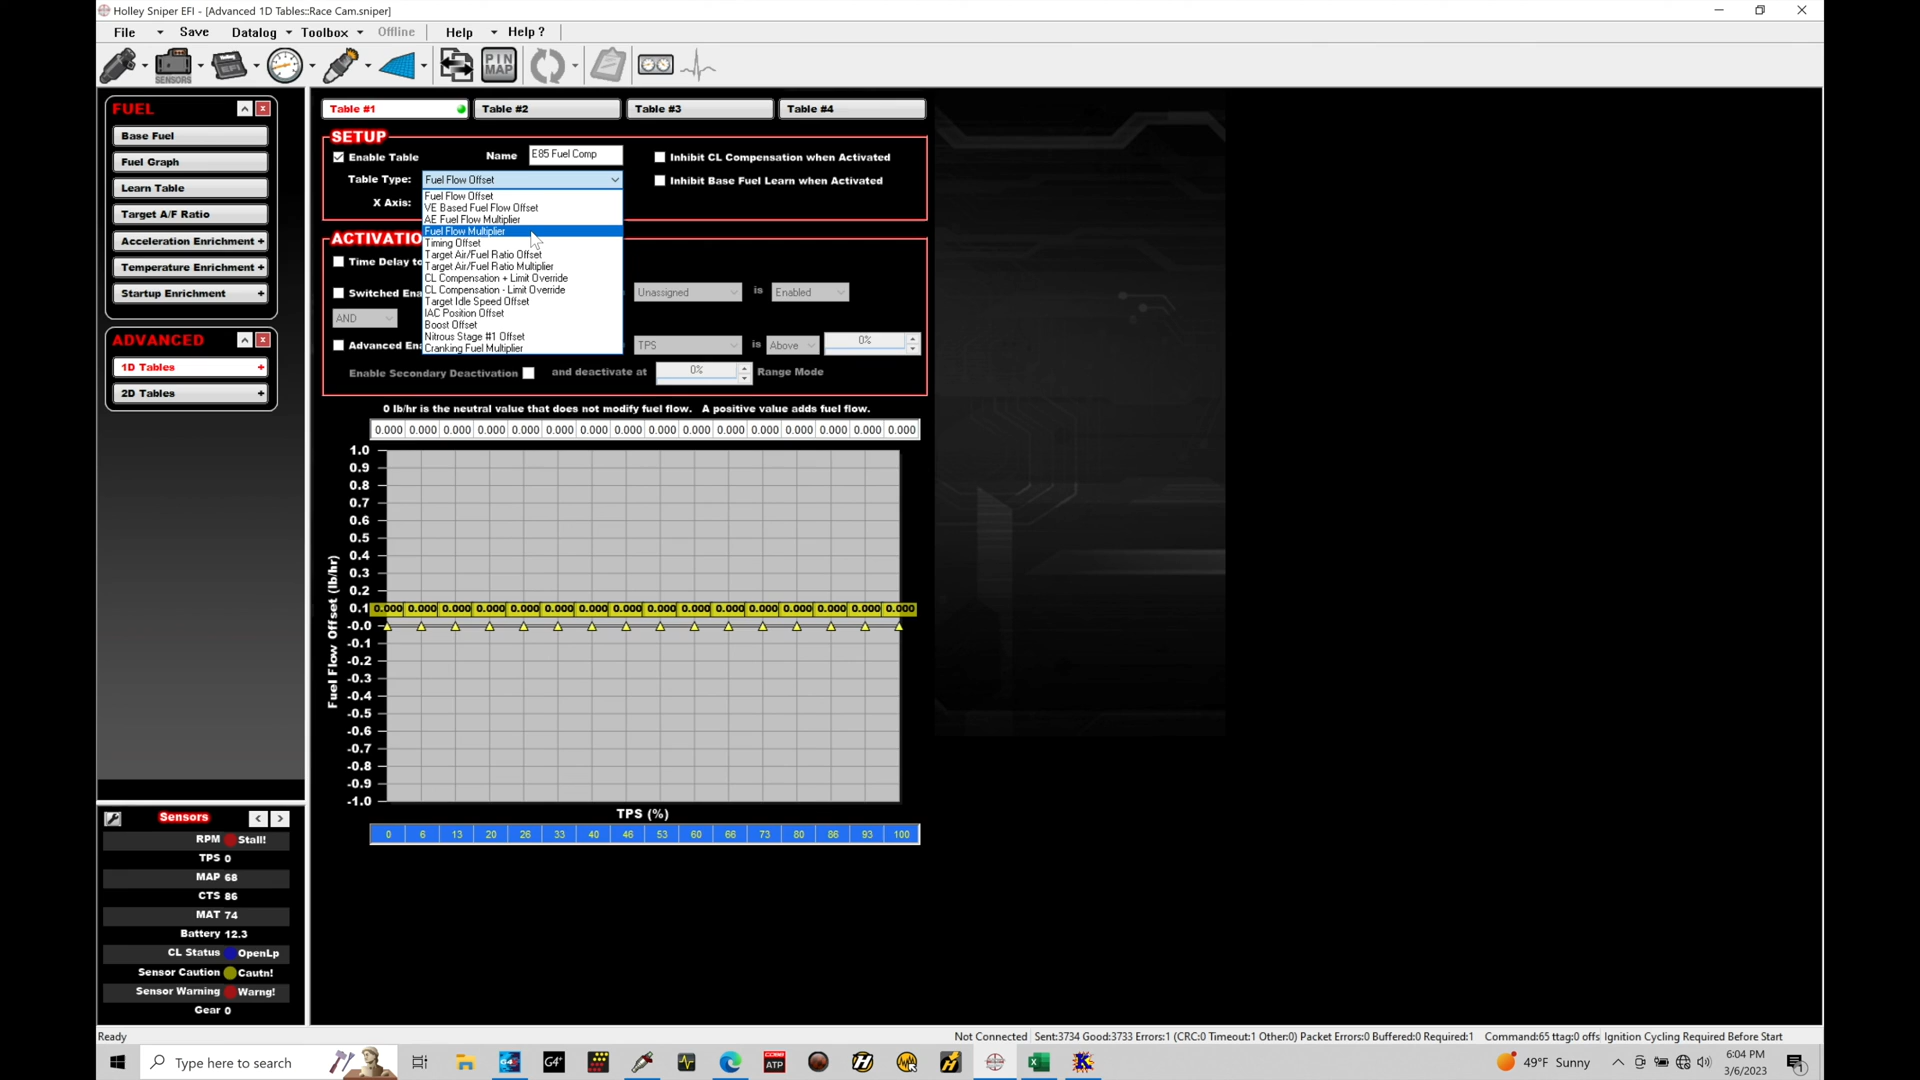 Holley Sniper EFI - [Advanced 1D Tables::Race Cam.sniper]
File Save Datalog Toolbox Offline Help Help ?
SENSORS EFI PIN MAP
FUEL
Base Fuel
Fuel Graph
Learn Table
Target A/F Ratio
Acceleration Enrichment +
Temperature Enrichment +
Startup Enrichment +
ADVANCED
1D Tables +
2D Tables +
Table #1 Table #2 Table #3 Table #4
SETUP
Enable Table Name E85 Fuel Comp Inhibit CL Compensation when Activated
Table Type: Fuel Flow Offset Inhibit Base Fuel Learn when Activated
X Axis:
Fuel Flow Offset
VE Based Fuel Flow Offset
AE Fuel Flow Multiplier
Fuel Flow Multiplier
Timing Offset
Target Air/Fuel Ratio Offset
Target Air/Fuel Ratio Multiplier
CL Compensation + Limit Override
CL Compensation - Limit Override
Target Idle Speed Offset
IAC Position Offset
Boost Offset
Nitrous Stage #1 Offset
Cranking Fuel Multiplier
ACTIVATIO
Time Delay to
Switched Ena Unassigned is Enabled
AND
Advanced En TPS is Above 0%
Enable Secondary Deactivation and deactivate at 0% Range Mode
0 lb/hr is the neutral value that does not modify fuel flow. A positive value adds fuel flow.
0.000 0.000 0.000 0.000 0.000 0.000 0.000 0.000 0.000 0.000 0.000 0.000 0.000 0.000 0.000 0.000
Fuel Flow Offset (lb/hr)
1.0
0.9
0.8
0.7
0.6
0.5
0.4
0.3
0.2
0.1 0.000 0.000 0.000 0.000 0.000 0.000 0.000 0.000 0.000 0.000 0.000 0.000 0.000 0.000 0.000 0.000
-0.0
-0.1
-0.2
-0.3
-0.4
-0.5
-0.6
-0.7
-0.8
-0.9
-1.0
TPS (%)
0 6 13 20 26 33 40 46 53 60 66 73 80 86 93 100
Sensors
RPM Stall!
TPS 0
MAP 68
CTS 86
MAT 74
Battery 12.3
CL Status OpenLp
Sensor Caution Cautn!
Sensor Warning Warng!
Gear 0
Ready Not Connected Sent:3734 Good:3733 Errors:1 (CRC:0 Timeout:1 Other:0) Packet Errors:0 Buffered:0 Required:1 Command:65 ttag:0 offs Ignition Cycling Required Before Start
Type here to search G4X G4+ COBB ATP 49°F Sunny 6:04 PM
3/6/2023